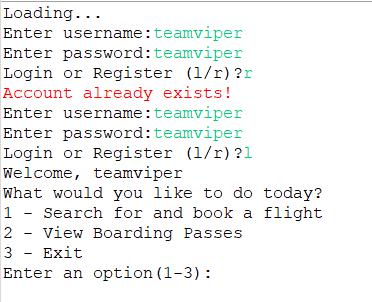 Loading...
Enter username:teamviper
Enter password:teamviper
Login or Register (l/r)?r
Account already exists!
Enter username:teamviper
Enter password:teamviper
Login or Register (l/r)?l
Welcome, teamviper
What would you like to do today?
1 - Search for and book a flight
2 - View Boarding Passes
3 - Exit
Enter an option(1-3):